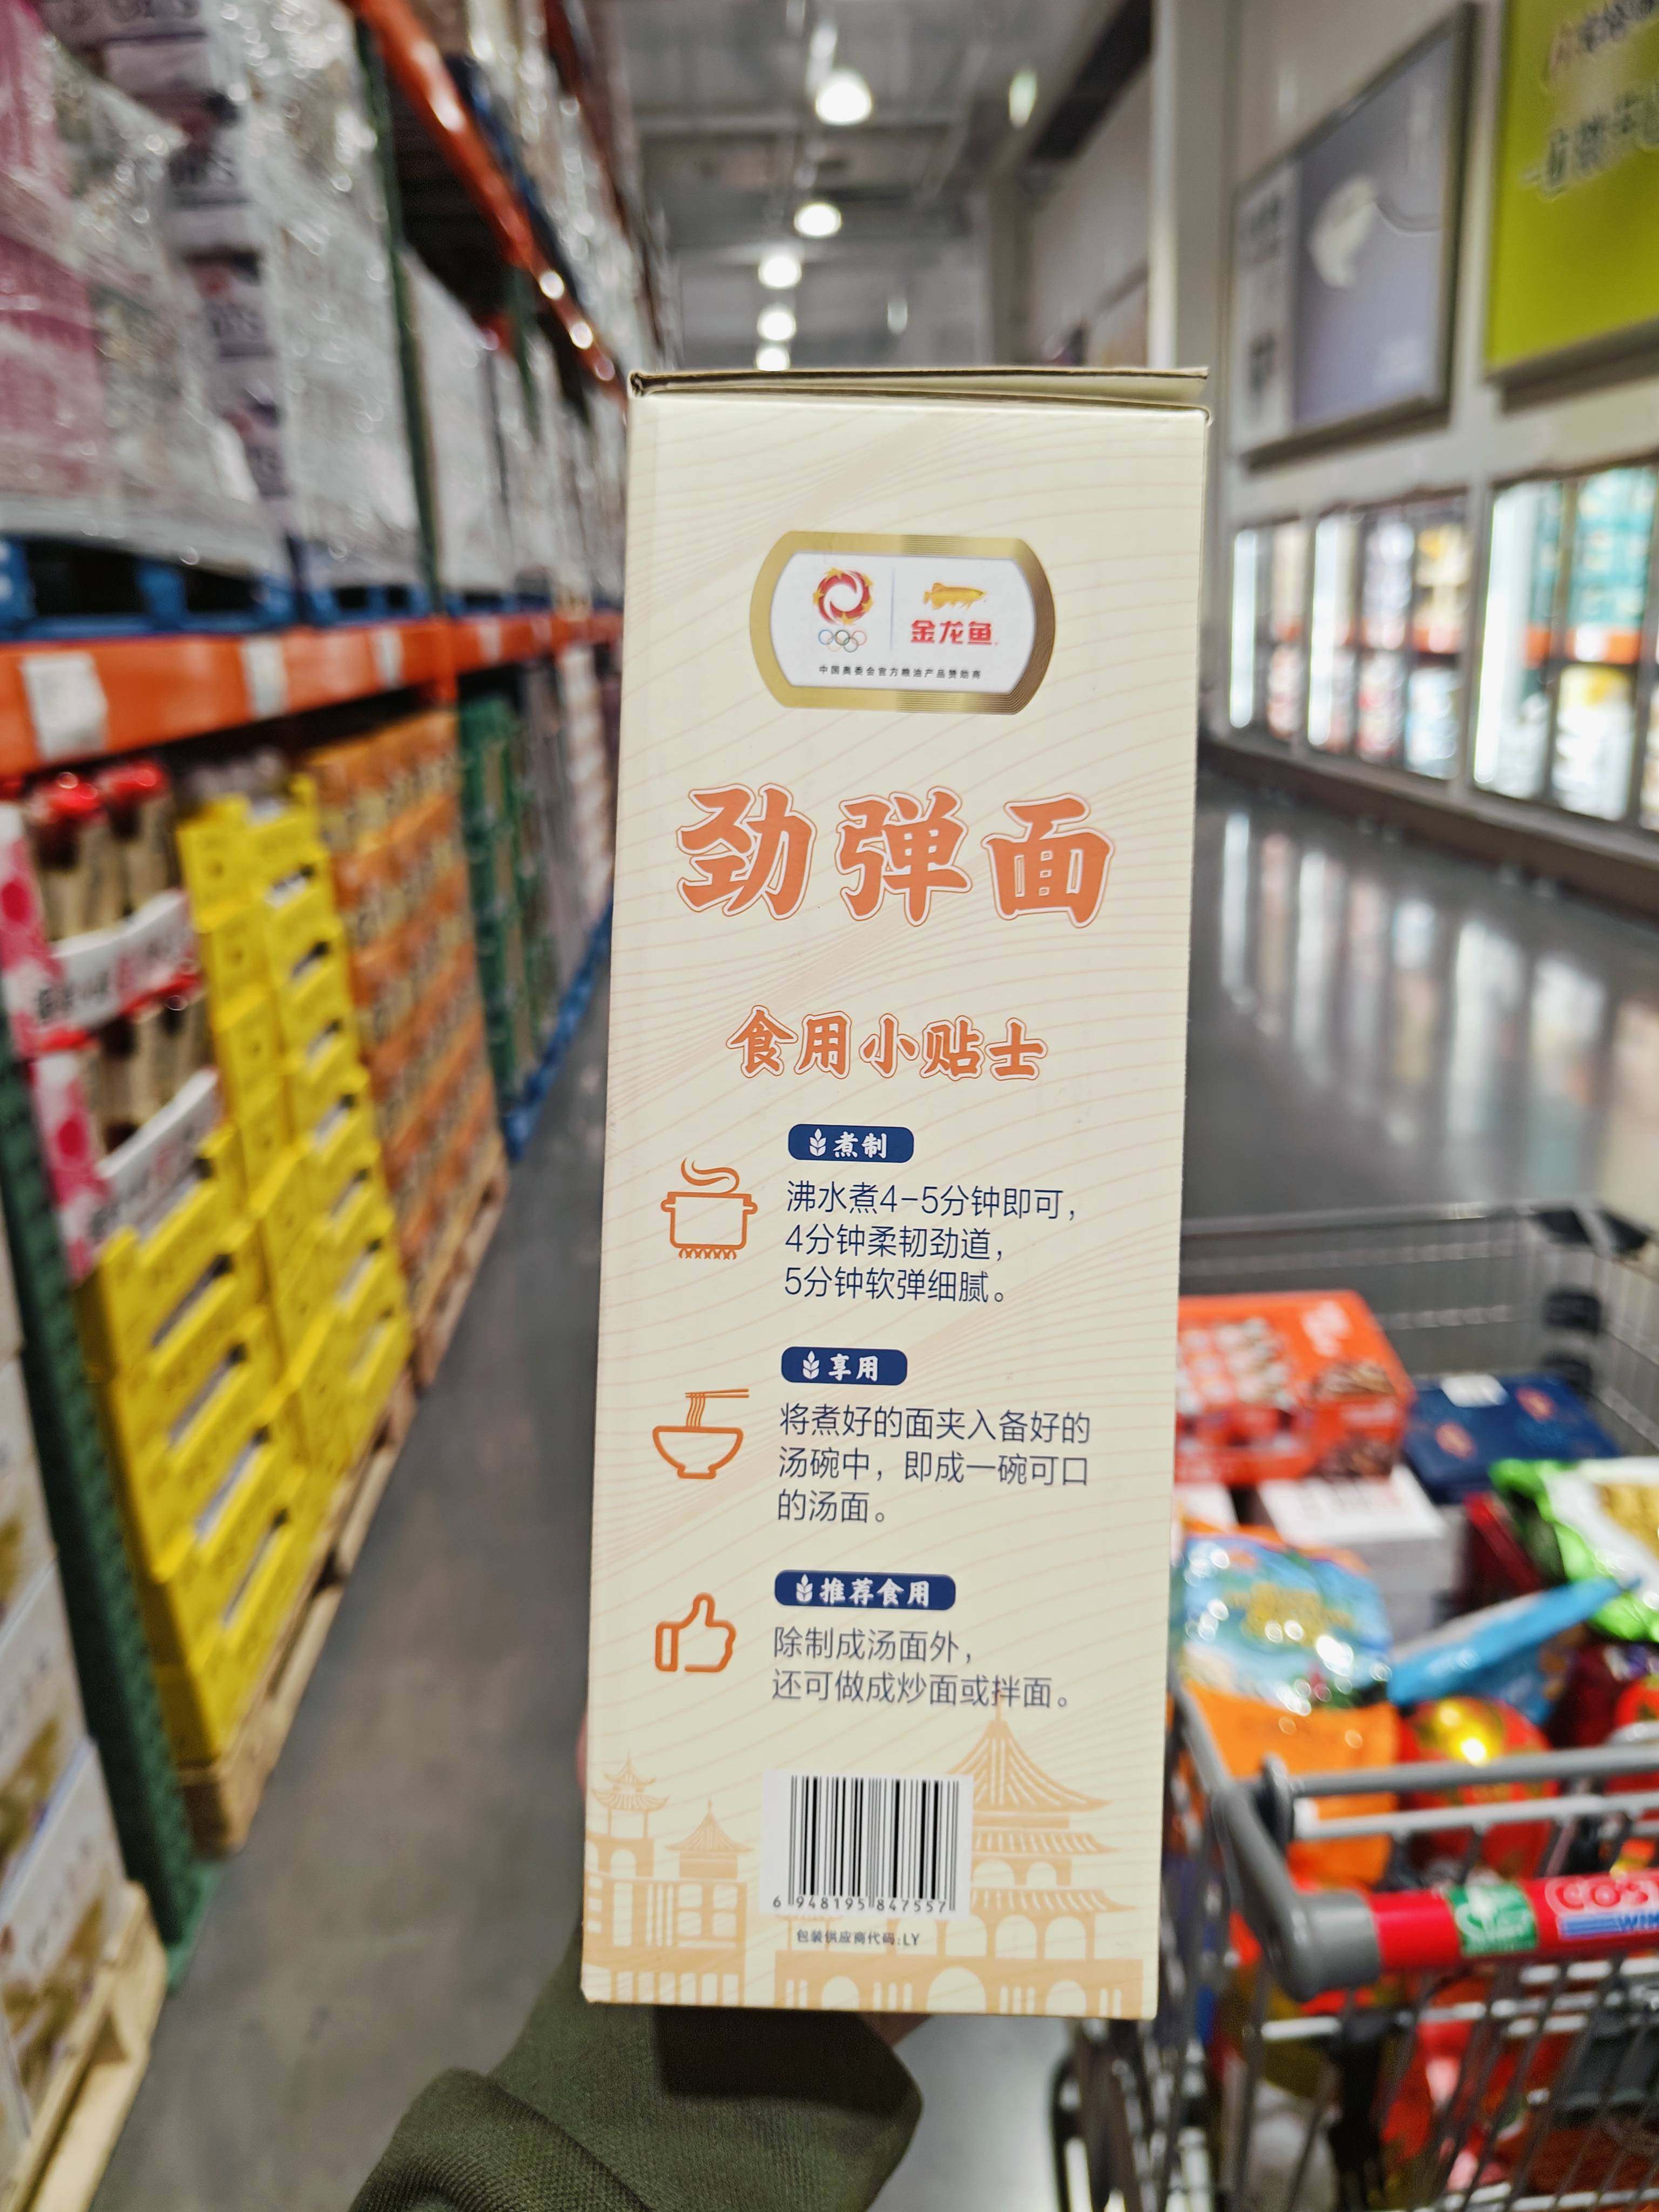 金龙鱼
中国奥委会官方粮油产品赞助商
劲弹面
食用小贴士
煮制
沸水煮4-5分钟即可，
4分钟柔韧劲道，
5分钟软弹细腻。
享用
将煮好的面夹入备好的
汤碗中，即成一碗可口
的汤面。
推荐食用
除制成汤面外，
还可做成炒面或拌面。
6 948195 847557
包装供应商代码:LY
COS